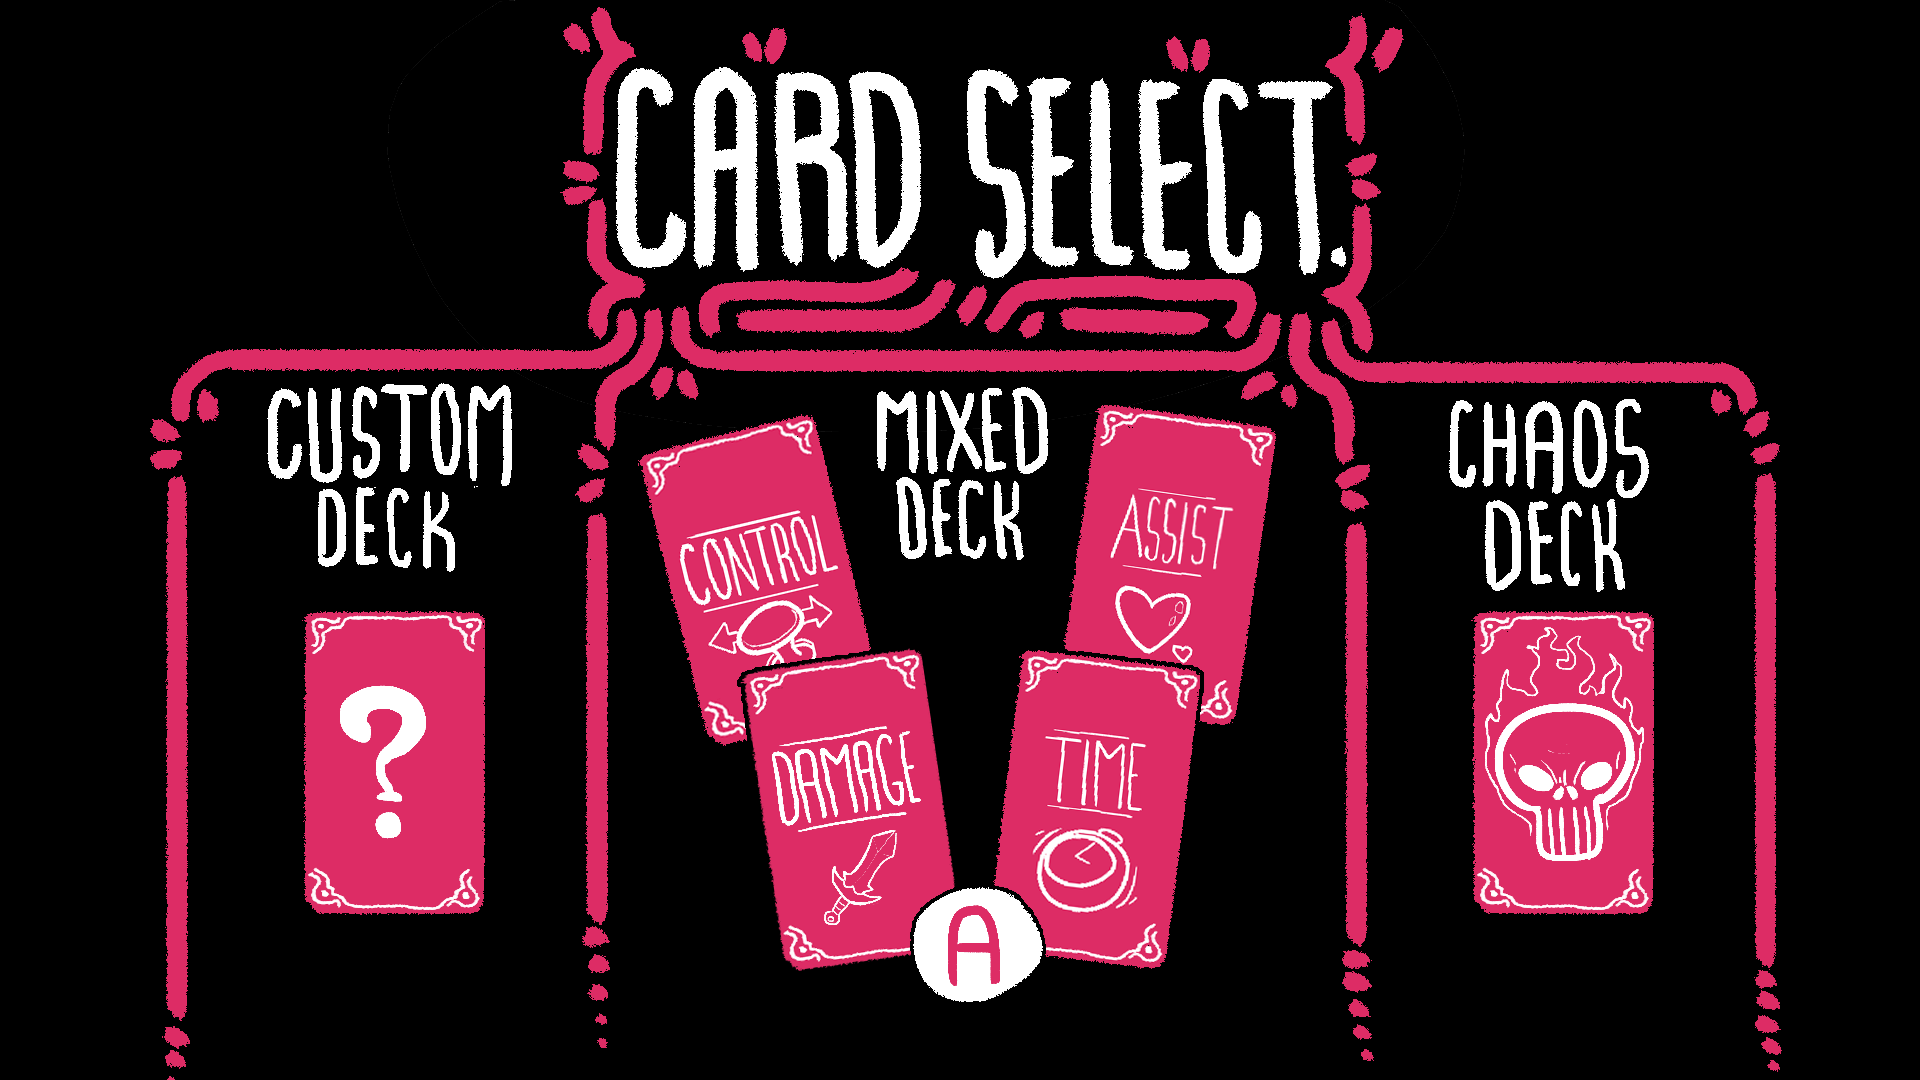 CARD SELECT.
CUSTOM
DECK
?
MIXED
DECK
CONTROL
ASSIST
DAMAGE
TIME
A
CHAOS
DECK